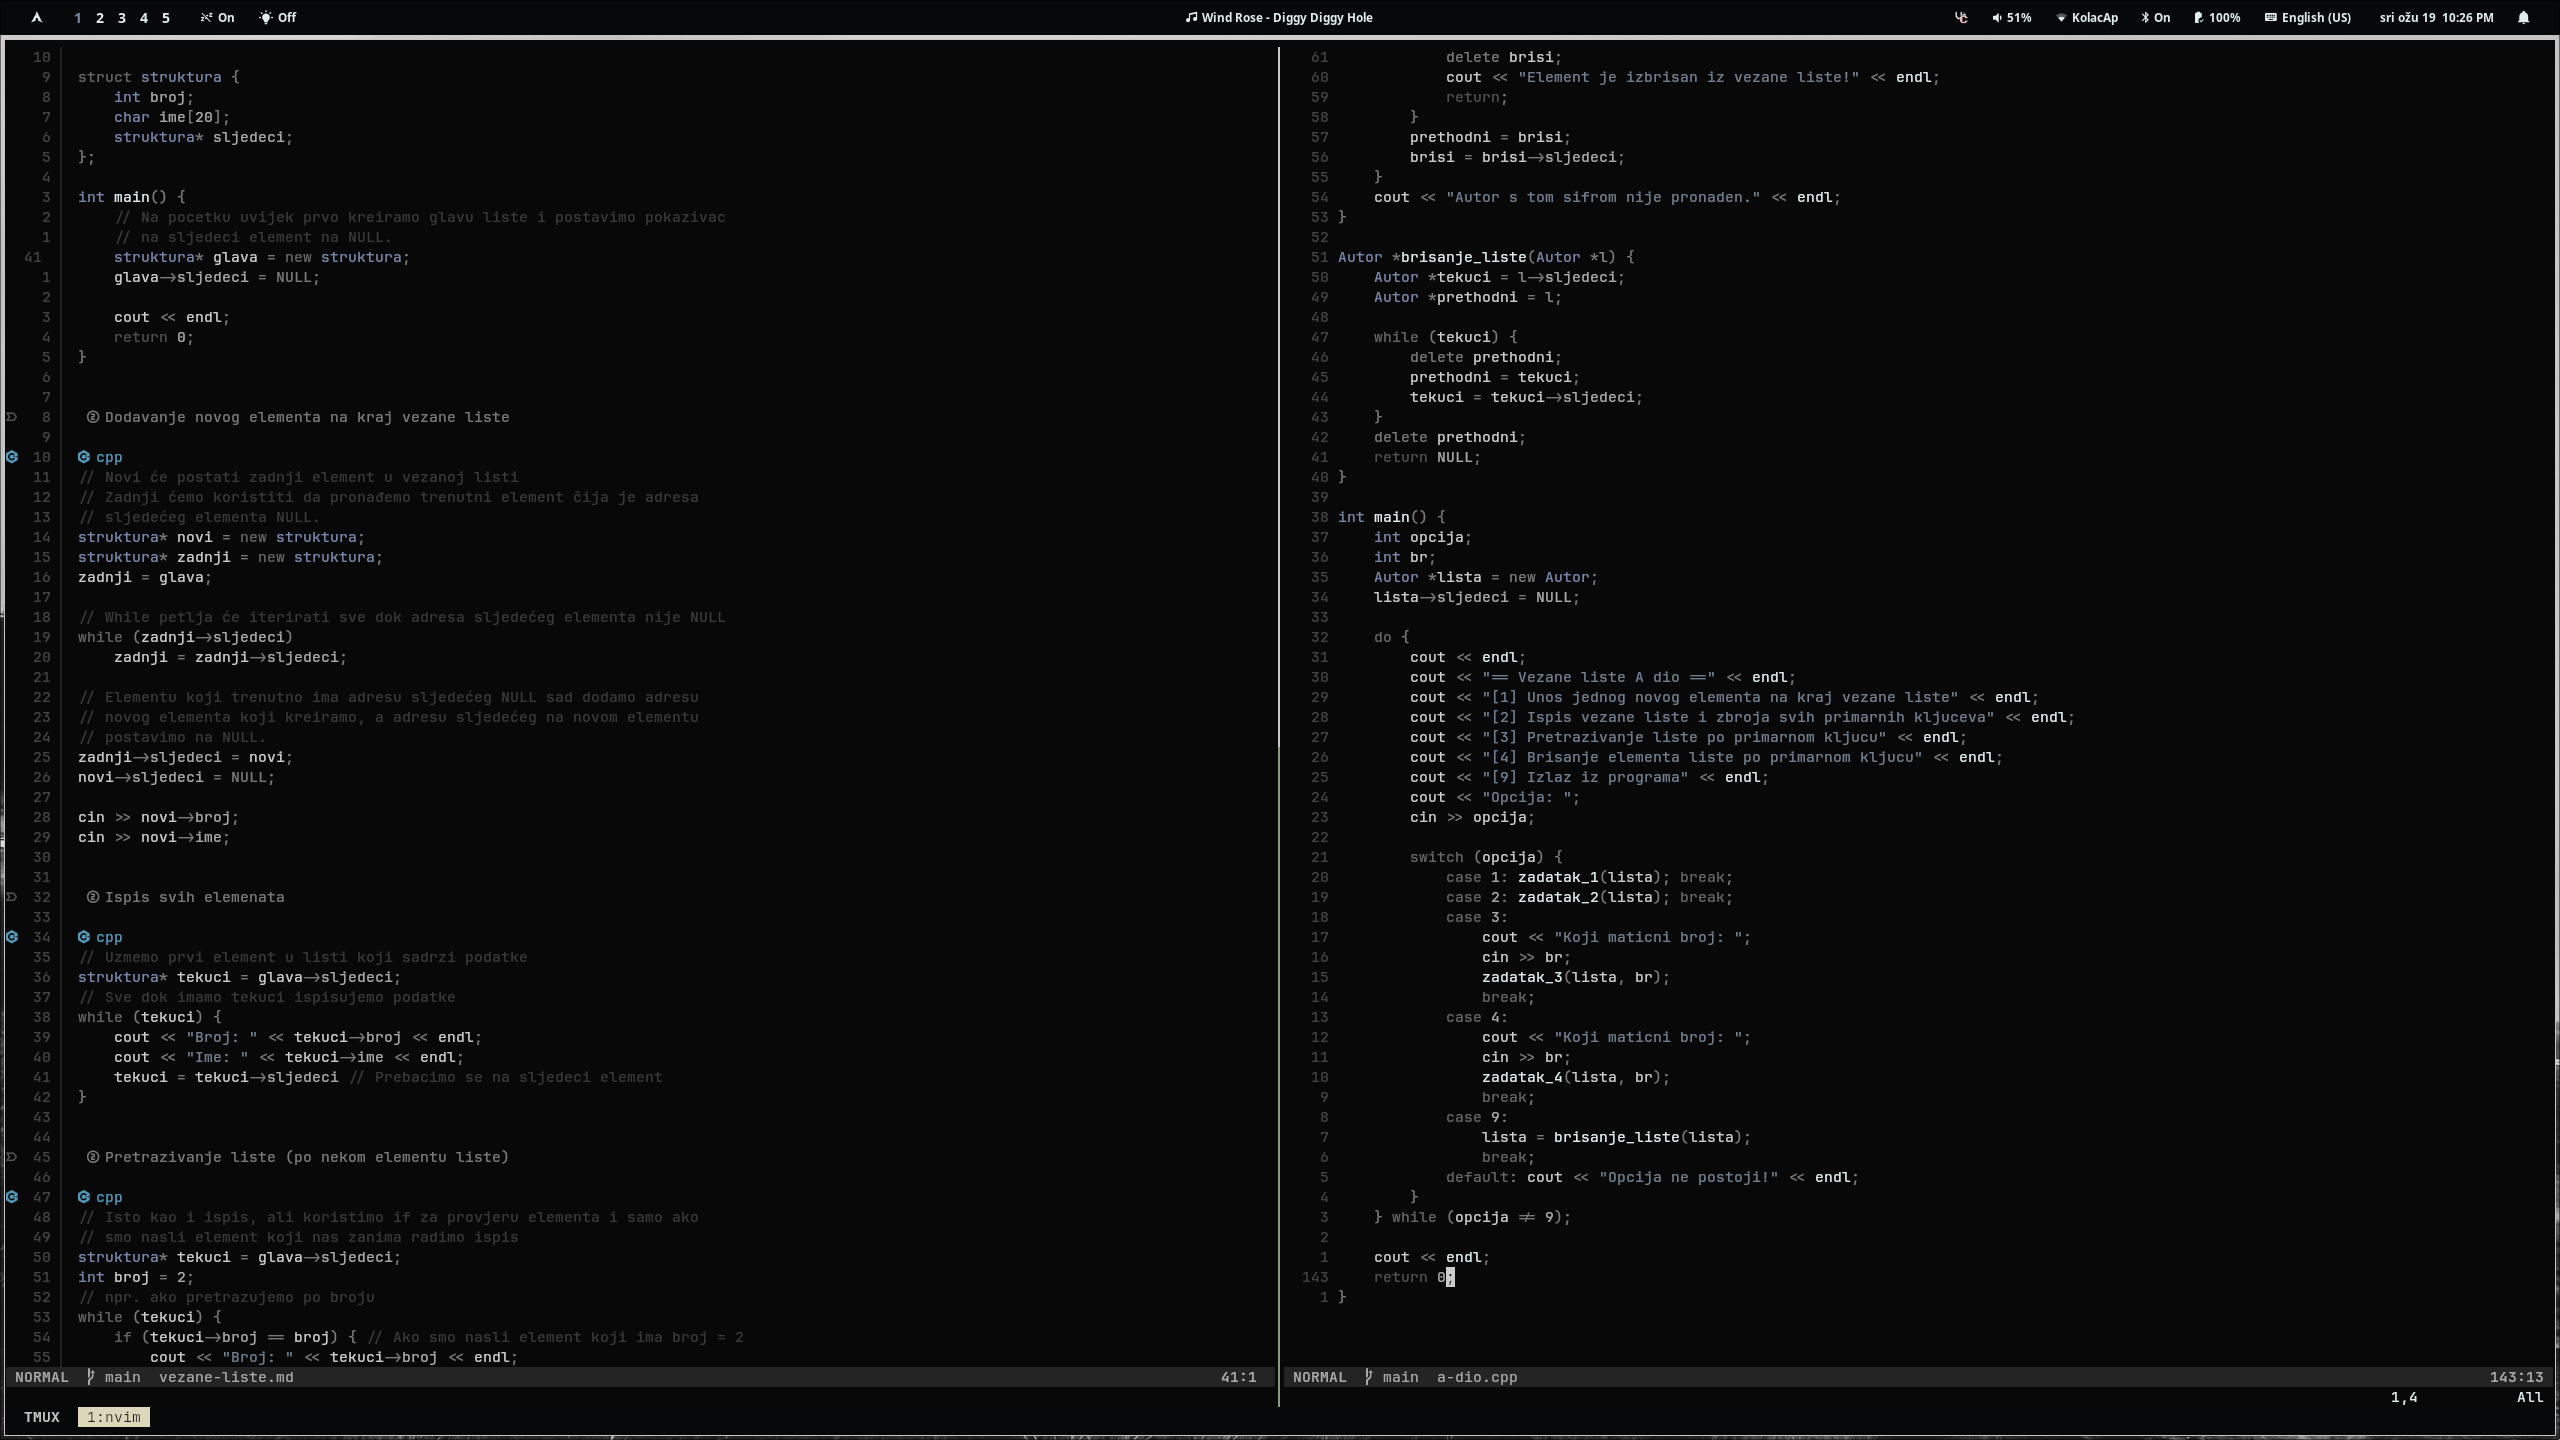 1 2 3 4 5 On Off
Wind Rose - Diggy Diggy Hole
51% KolacAp On 100% English (US) sri ožu 19 10:26 PM
10
9 struct struktura {
8 int broj;
7 char ime[20];
6 struktura* sljedeci;
5 };
4
3 int main() {
2 // Na pocetku uvijek prvo kreiramo glavu liste i postavimo pokazivac
1 // na sljedeci element na NULL.
41 struktura* glava = new struktura;
1 glava->sljedeci = NULL;
2
3 cout << endl;
4 return 0;
5 }
6
7
8 ② Dodavanje novog elementa na kraj vezane liste
9
10 cpp
11 // Novi će postati zadnji element u vezanoj listi
12 // Zadnji ćemo koristiti da pronađemo trenutni element čija je adresa
13 // sljedećeg elementa NULL.
14 struktura* novi = new struktura;
15 struktura* zadnji = new struktura;
16 zadnji = glava;
17
18 // While petlja će iterirati sve dok adresa sljedećeg elementa nije NULL
19 while (zadnji->sljedeci)
20 zadnji = zadnji->sljedeci;
21
22 // Elementu koji trenutno ima adresu sljedećeg NULL sad dodamo adresu
23 // novog elementa koji kreiramo, a adresu sljedećeg na novom elementu
24 // postavimo na NULL.
25 zadnji->sljedeci = novi;
26 novi->sljedeci = NULL;
27
28 cin >> novi->broj;
29 cin >> novi->ime;
30
31
32 ② Ispis svih elemenata
33
34 cpp
35 // Uzmemo prvi element u listi koji sadrzi podatke
36 struktura* tekuci = glava->sljedeci;
37 // Sve dok imamo tekuci ispisujemo podatke
38 while (tekuci) {
39 cout << "Broj: " << tekuci->broj << endl;
40 cout << "Ime: " << tekuci->ime << endl;
41 tekuci = tekuci->sljedeci // Prebacimo se na sljedeci element
42 }
43
44
45 ② Pretrazivanje liste (po nekom elementu liste)
46
47 cpp
48 // Isto kao i ispis, ali koristimo if za provjeru elementa i samo ako
49 // smo nasli element koji nas zanima radimo ispis
50 struktura* tekuci = glava->sljedeci;
51 int broj = 2;
52 // npr. ako pretrazujemo po broju
53 while (tekuci) {
54 if (tekuci->broj == broj) { // Ako smo nasli element koji ima broj = 2
55 cout << "Broj: " << tekuci->broj << endl;
NORMAL main vezane-liste.md 41:1
61 delete brisi;
60 cout << "Element je izbrisan iz vezane liste!" << endl;
59 return;
58 }
57 prethodni = brisi;
56 brisi = brisi->sljedeci;
55 }
54 cout << "Autor s tom sifrom nije pronaden." << endl;
53 }
52
51 Autor *brisanje_liste(Autor *l) {
50 Autor *tekuci = l->sljedeci;
49 Autor *prethodni = l;
48
47 while (tekuci) {
46 delete prethodni;
45 prethodni = tekuci;
44 tekuci = tekuci->sljedeci;
43 }
42 delete prethodni;
41 return NULL;
40 }
39
38 int main() {
37 int opcija;
36 int br;
35 Autor *lista = new Autor;
34 lista->sljedeci = NULL;
33
32 do {
31 cout << endl;
30 cout << "== Vezane liste A dio ==" << endl;
29 cout << "[1] Unos jednog novog elementa na kraj vezane liste" << endl;
28 cout << "[2] Ispis vezane liste i zbroja svih primarnih kljuceva" << endl;
27 cout << "[3] Pretrazivanje liste po primarnom kljucu" << endl;
26 cout << "[4] Brisanje elementa liste po primarnom kljucu" << endl;
25 cout << "[9] Izlaz iz programa" << endl;
24 cout << "Opcija: ";
23 cin >> opcija;
22
21 switch (opcija) {
20 case 1: zadatak_1(lista); break;
19 case 2: zadatak_2(lista); break;
18 case 3:
17 cout << "Koji maticni broj: ";
16 cin >> br;
15 zadatak_3(lista, br);
14 break;
13 case 4:
12 cout << "Koji maticni broj: ";
11 cin >> br;
10 zadatak_4(lista, br);
9 break;
8 case 9:
7 lista = brisanje_liste(lista);
6 break;
5 default: cout << "Opcija ne postoji!" << endl;
4 }
3 } while (opcija != 9);
2
1 cout << endl;
143 return 0;
1 }
NORMAL main a-dio.cpp 143:13
1,4 All
TMUX 1:nvim